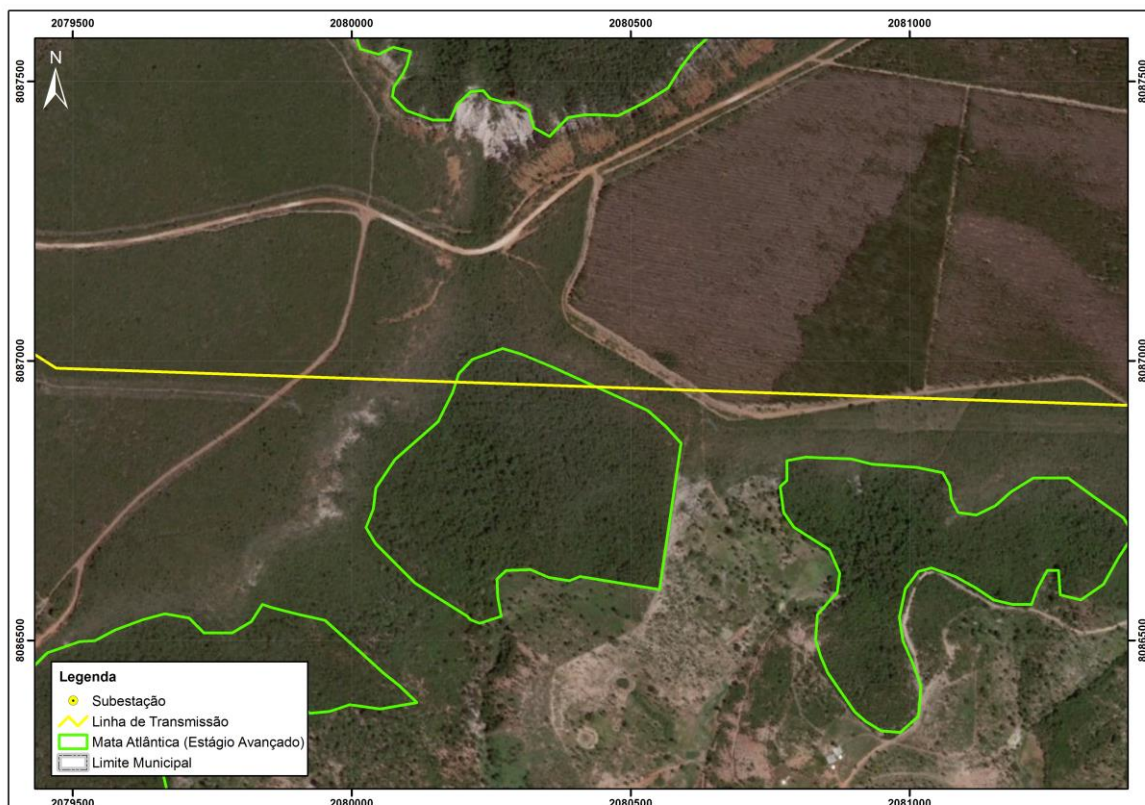 2079500 2080000 2080500 2081000
N
8087500 8087500
8087000 8087000
8086500 8086500
Legenda
Subestação
Linha de Transmissão
Mata Atlântica (Estágio Avançado)
Limite Municipal
2079500 2080000 2080500 2081000